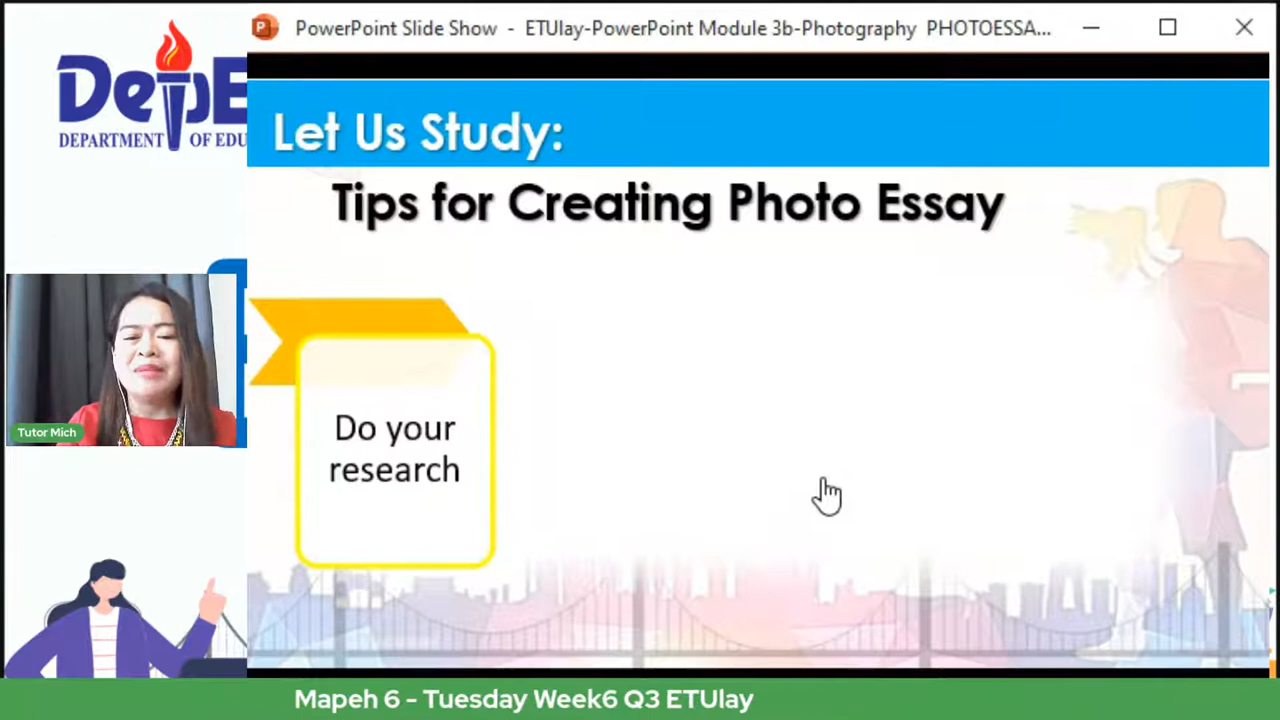 PowerPoint Slide Show - ETUlay-PowerPoint Module 3b-Photography PHOTOESSA...
DepE
DEPARTMENT OF EDU
Let Us Study:
Tips for Creating Photo Essay
Do your
research
Tutor Mich
Mapeh 6 - Tuesday Week6 Q3 ETUlay